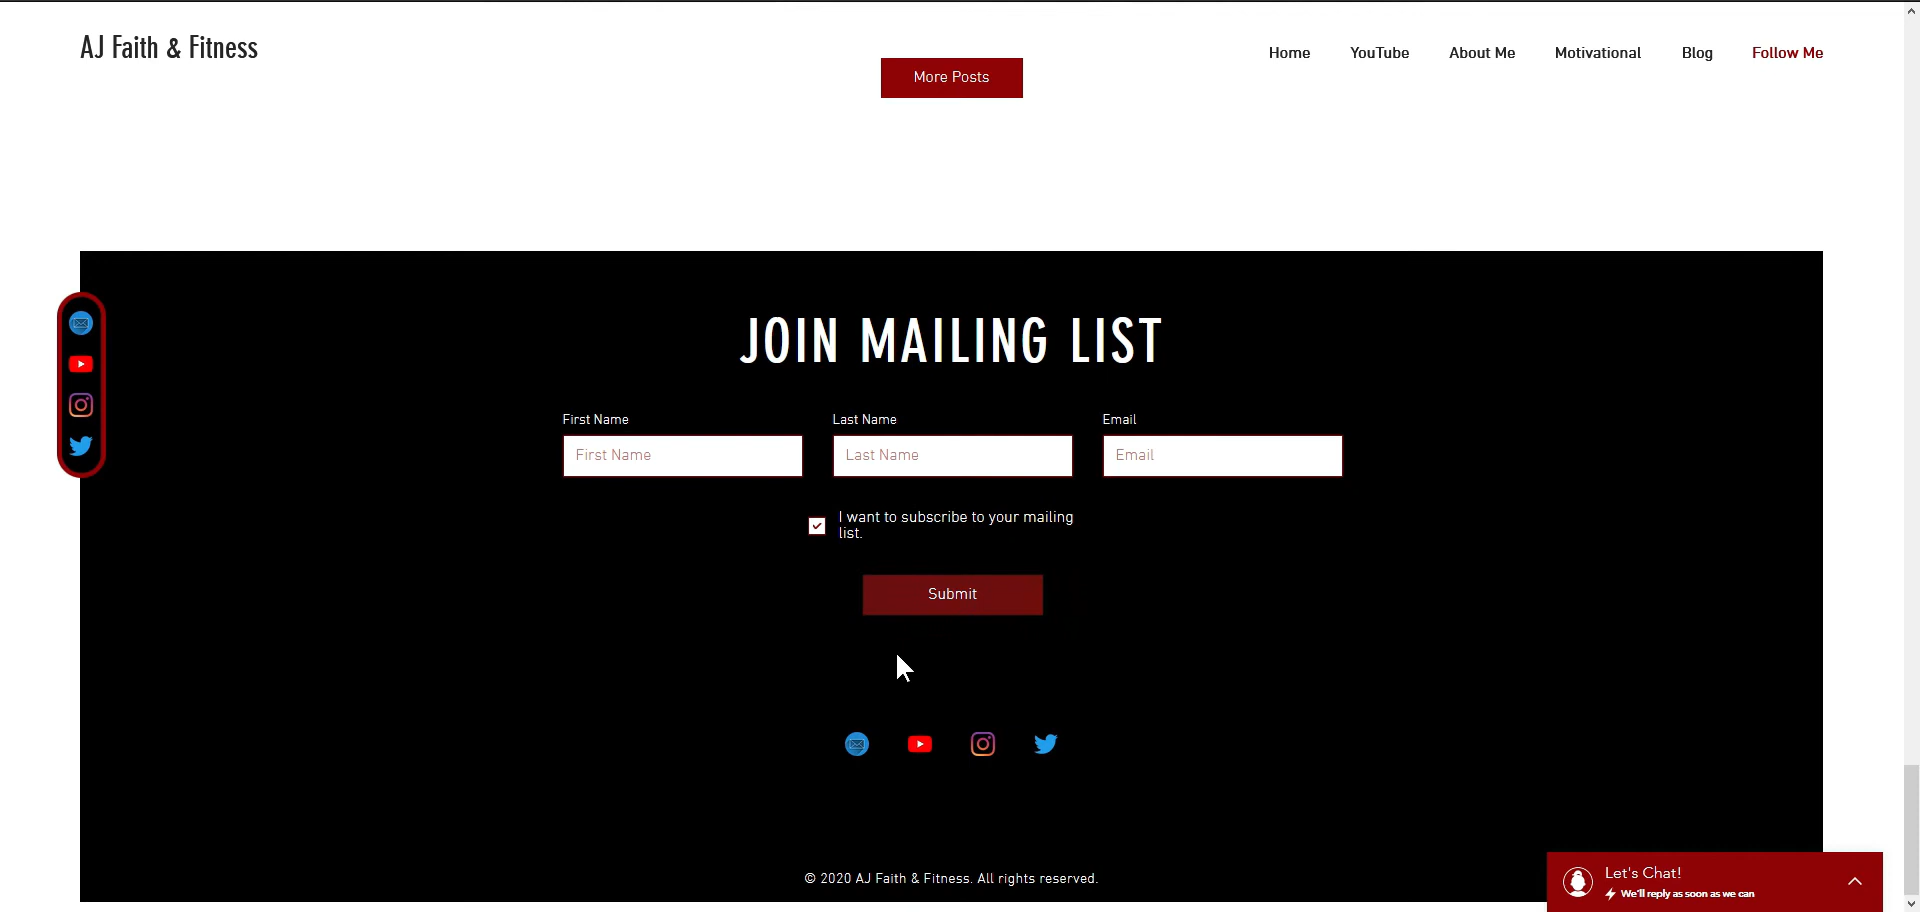 AJ Faith & Fitness
Home YouTube About Me Motivational Blog Follow Me
More Posts
JOIN MAILING LIST
First Name Last Name Email
First Name Last Name Email
I want to subscribe to your mailing
list.
Submit
© 2020 AJ Faith & Fitness. All rights reserved.
Let's Chat!
We'll reply as soon as we can